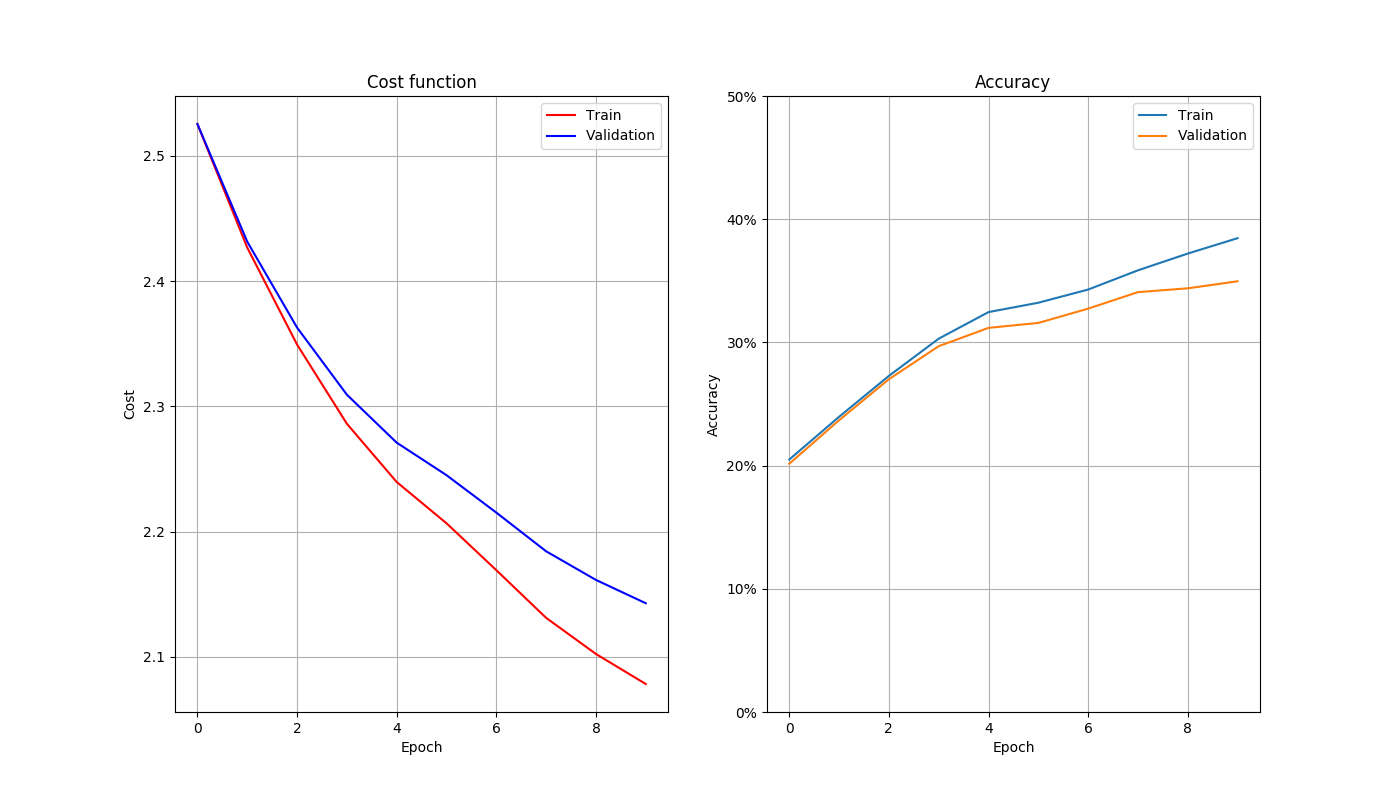 Cost function
Train
Validation
2.5
2.4
2.3
2.2
2.1
Cost
0 2 4 6 8
Epoch
Accuracy
Train
Validation
50%
40%
30%
20%
10%
0%
Accuracy
0 2 4 6 8
Epoch